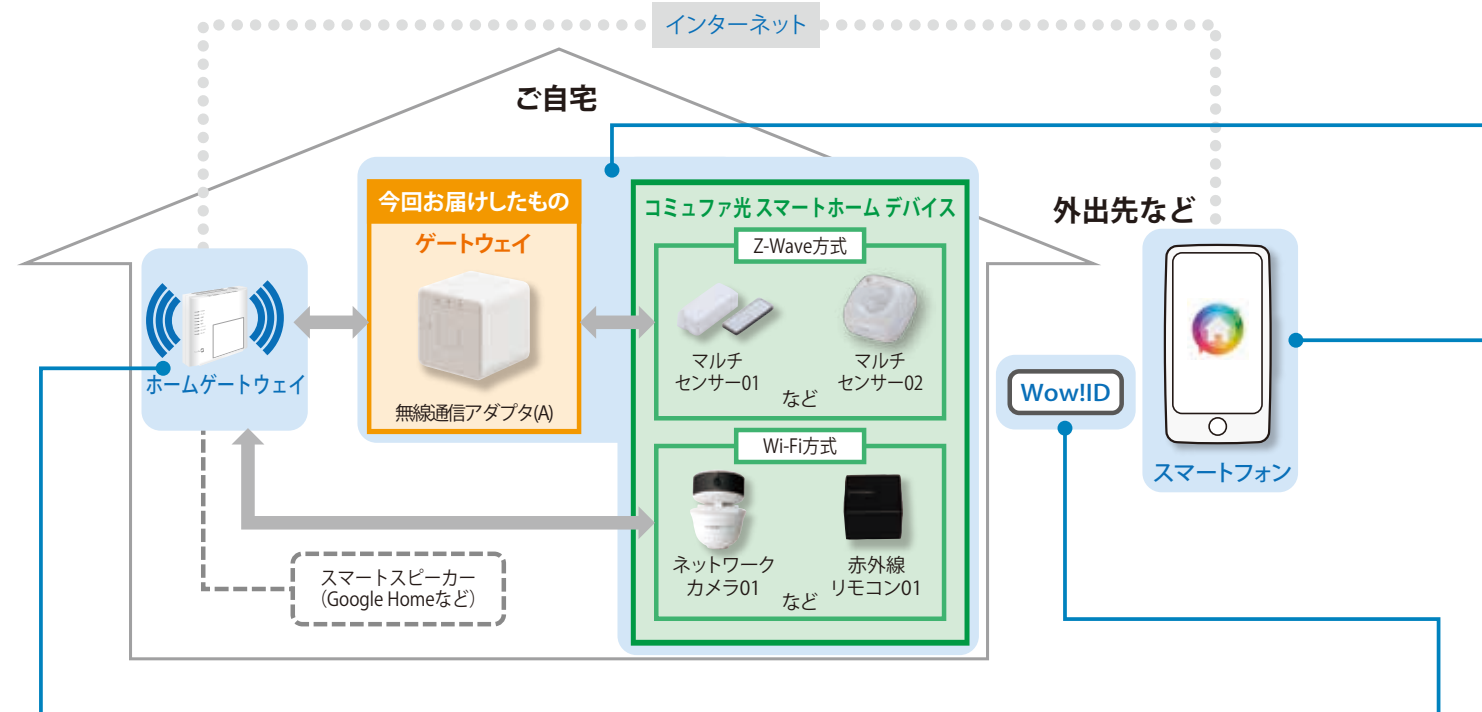 インターネット
ご自宅
今回お届けしたもの
ゲートウェイ
無線通信アダプタ(A)
コミュファ光 スマートホーム デバイス
Z-Wave方式
マルチ
センサー01
マルチ
センサー02
など
Wi-Fi方式
ネットワーク
カメラ01
赤外線
リモコン01
など
ホームゲートウェイ
スマートスピーカー
(Google Homeなど)
外出先など
Wow!ID
スマートフォン